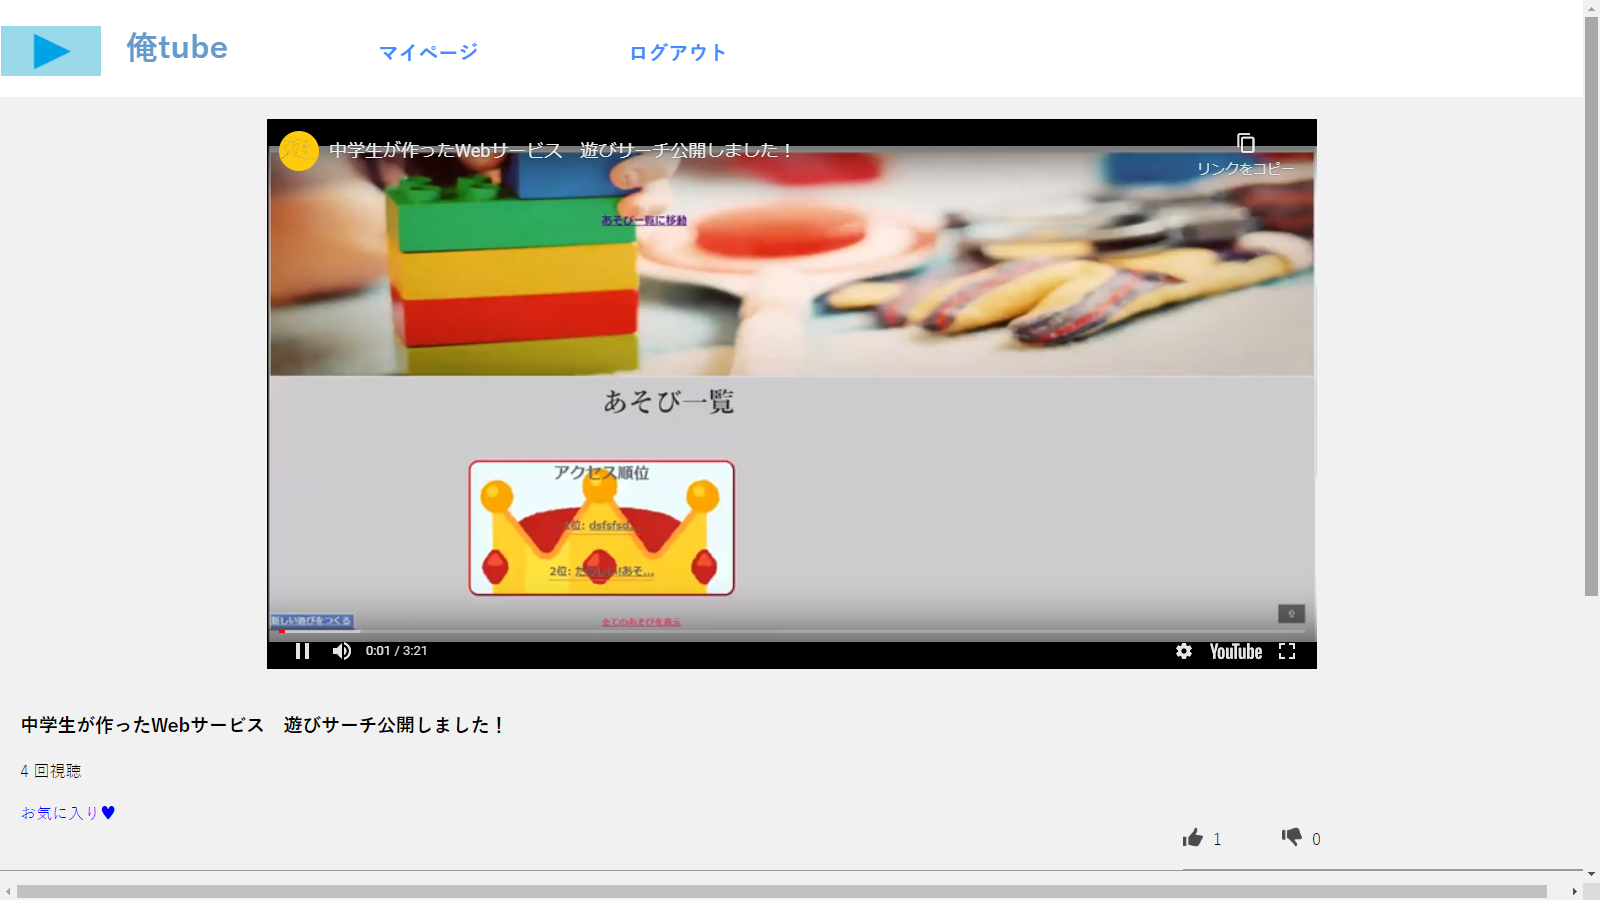 俺tube
マイページ
ログアウト
中学生が作ったWebサービス　遊びサーチ公開しました！
リンクをコピー
あそび一覧に移動
あそび一覧
アクセス順位
1位: dsfsfsd...
2位: たのしい!あそ...
全てのあそびを表示
新しい遊びをつくる
0:01 / 3:21
YouTube
中学生が作ったWebサービス　遊びサーチ公開しました！
4 回視聴
お気に入り♥
1
0